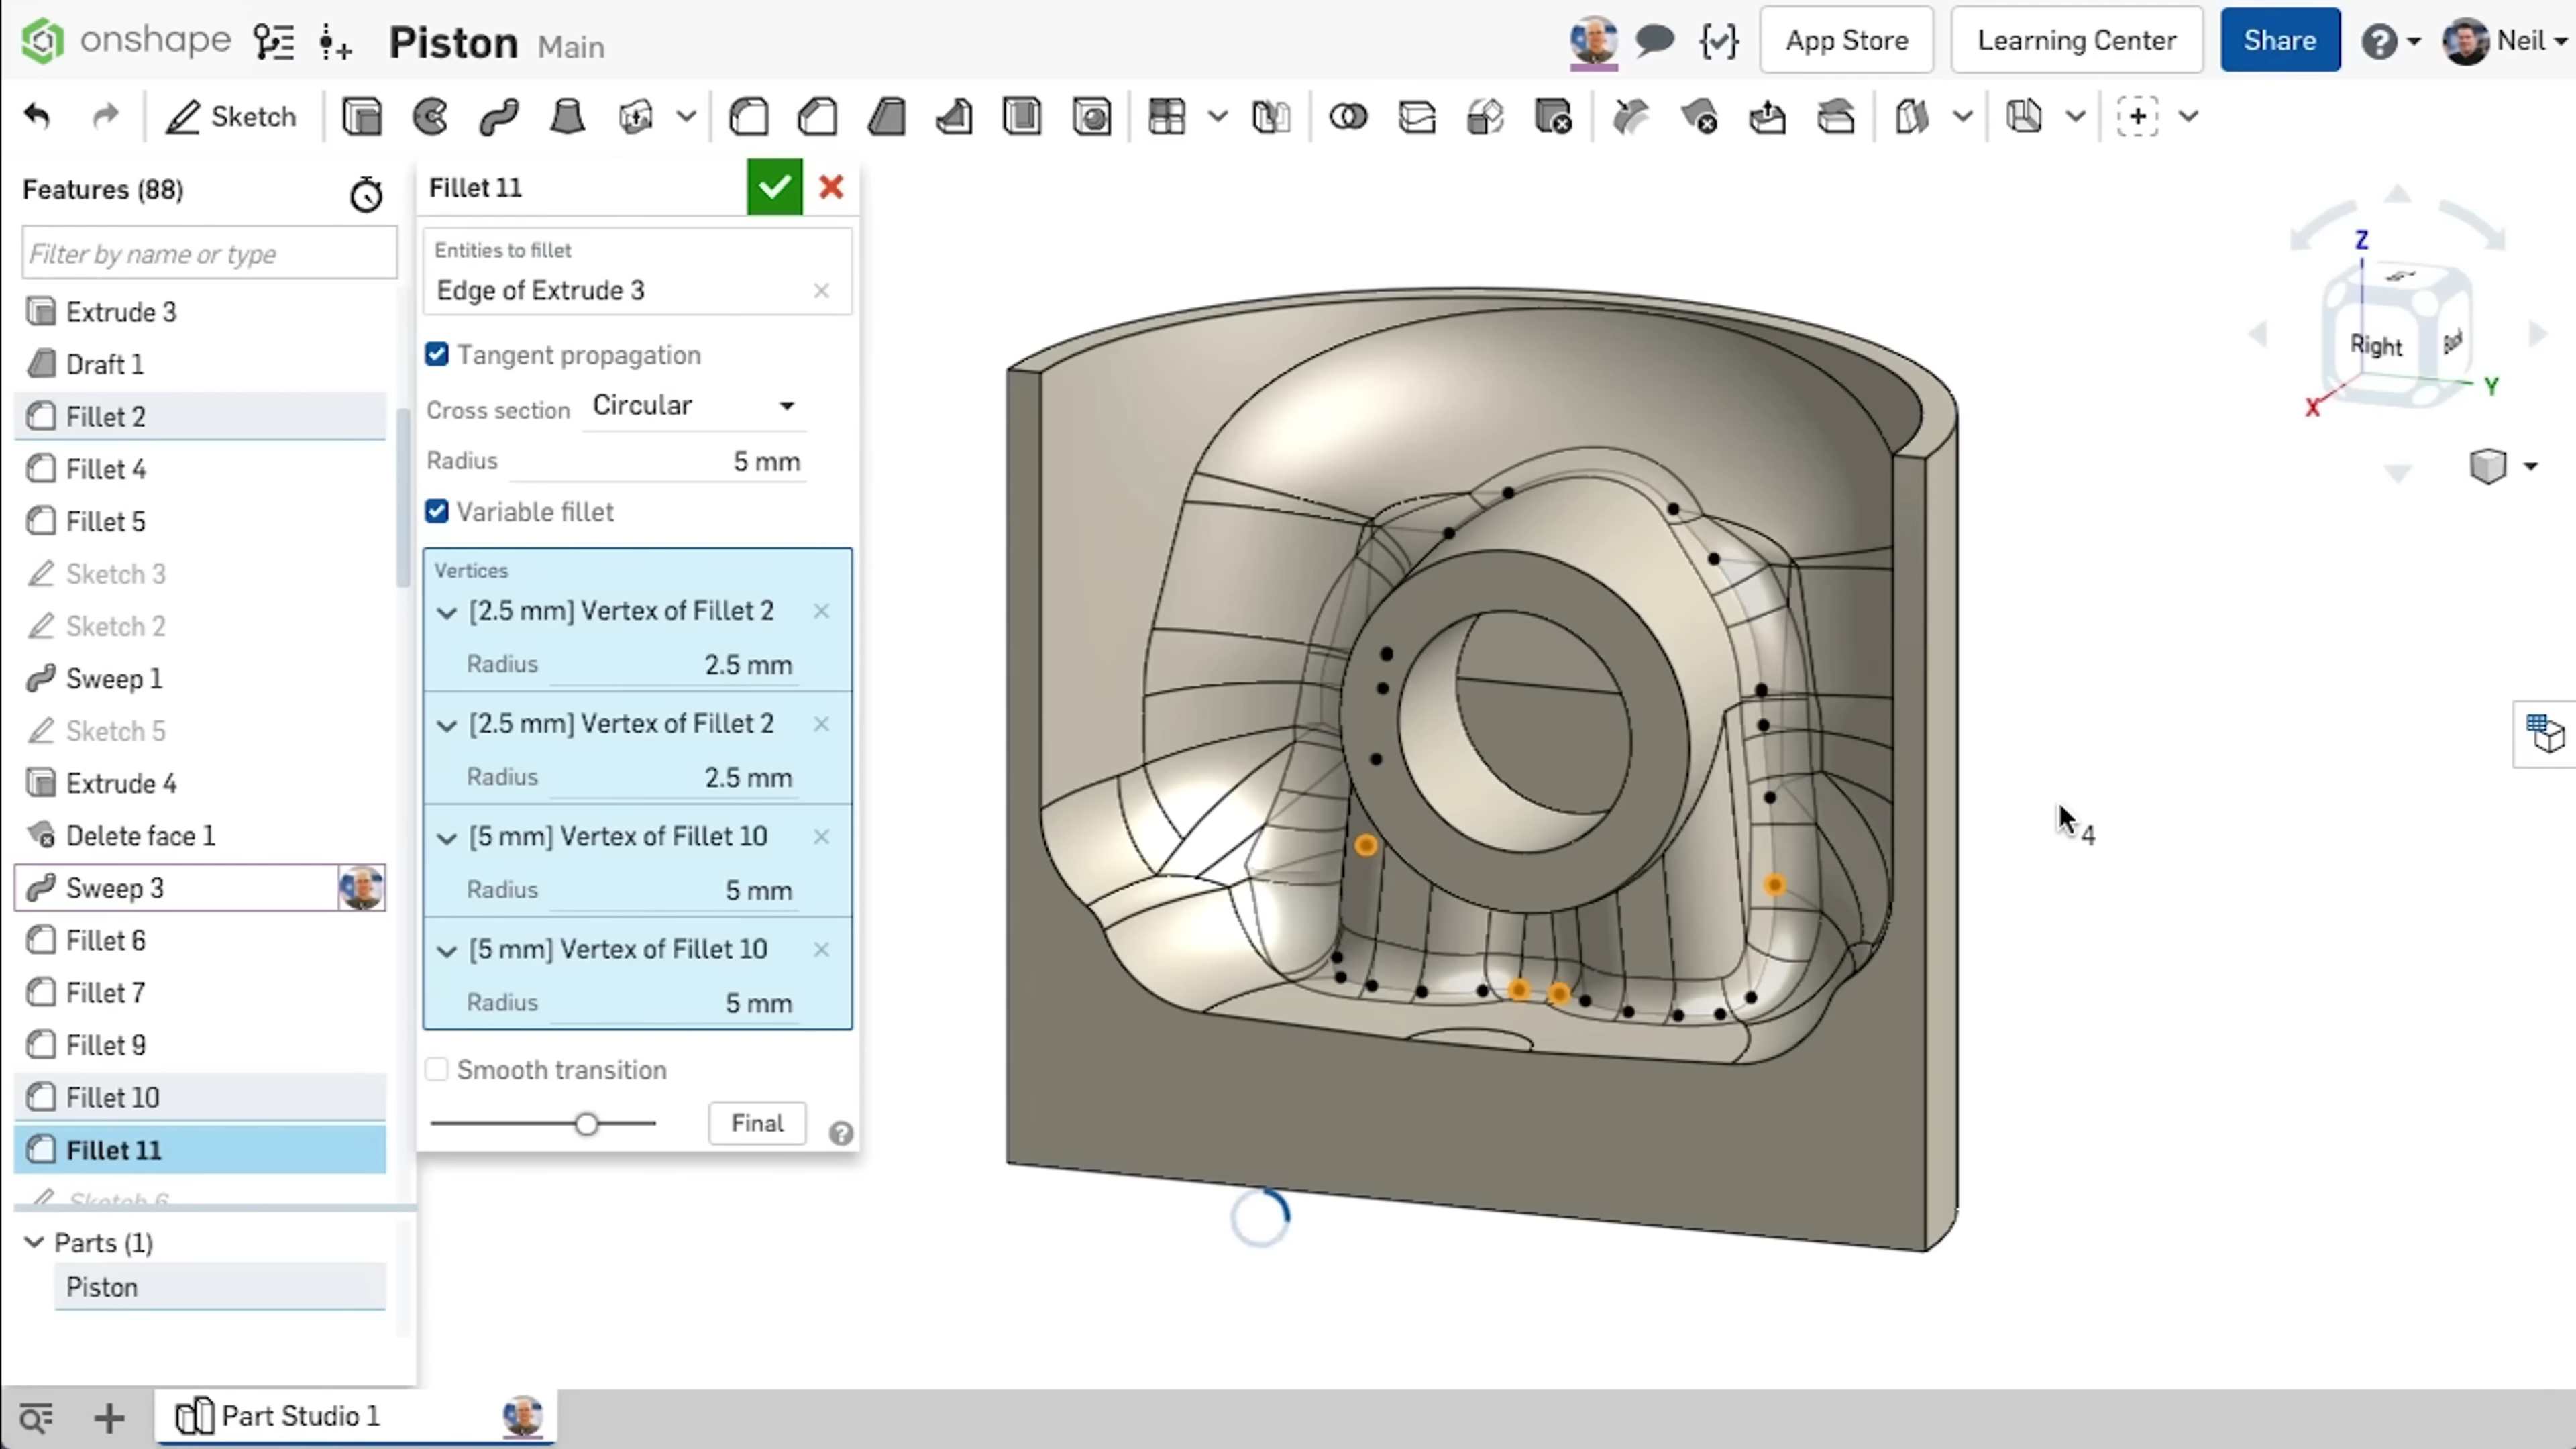 onshape Piston Main App Store Learning Center Share Neil
Sketch
Features (88)
Filter by name or type
Extrude 3
Draft 1
Fillet 2
Fillet 4
Fillet 5
Sketch 3
Sketch 2
Sweep 1
Sketch 5
Extrude 4
Delete face 1
Sweep 3
Fillet 6
Fillet 7
Fillet 9
Fillet 10
Fillet 11
Sketch 6
Parts (1)
Piston
Fillet 11
Entities to fillet
Edge of Extrude 3
Tangent propagation
Cross section Circular
Radius 5 mm
Variable fillet
Vertices
[2.5 mm] Vertex of Fillet 2
Radius 2.5 mm
[2.5 mm] Vertex of Fillet 2
Radius 2.5 mm
[5 mm] Vertex of Fillet 10
Radius 5 mm
[5 mm] Vertex of Fillet 10
Radius 5 mm
Smooth transition
Final
Z
Right Back
Y
X
4
Part Studio 1